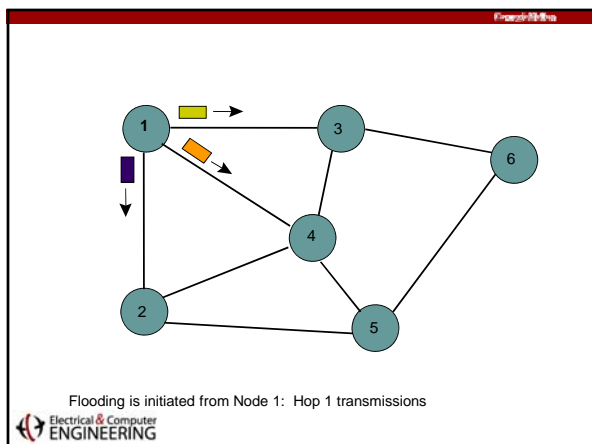 1
3
6
4
2
5
Flooding is initiated from Node 1: Hop 1 transmissions
Electrical & Computer
ENGINEERING